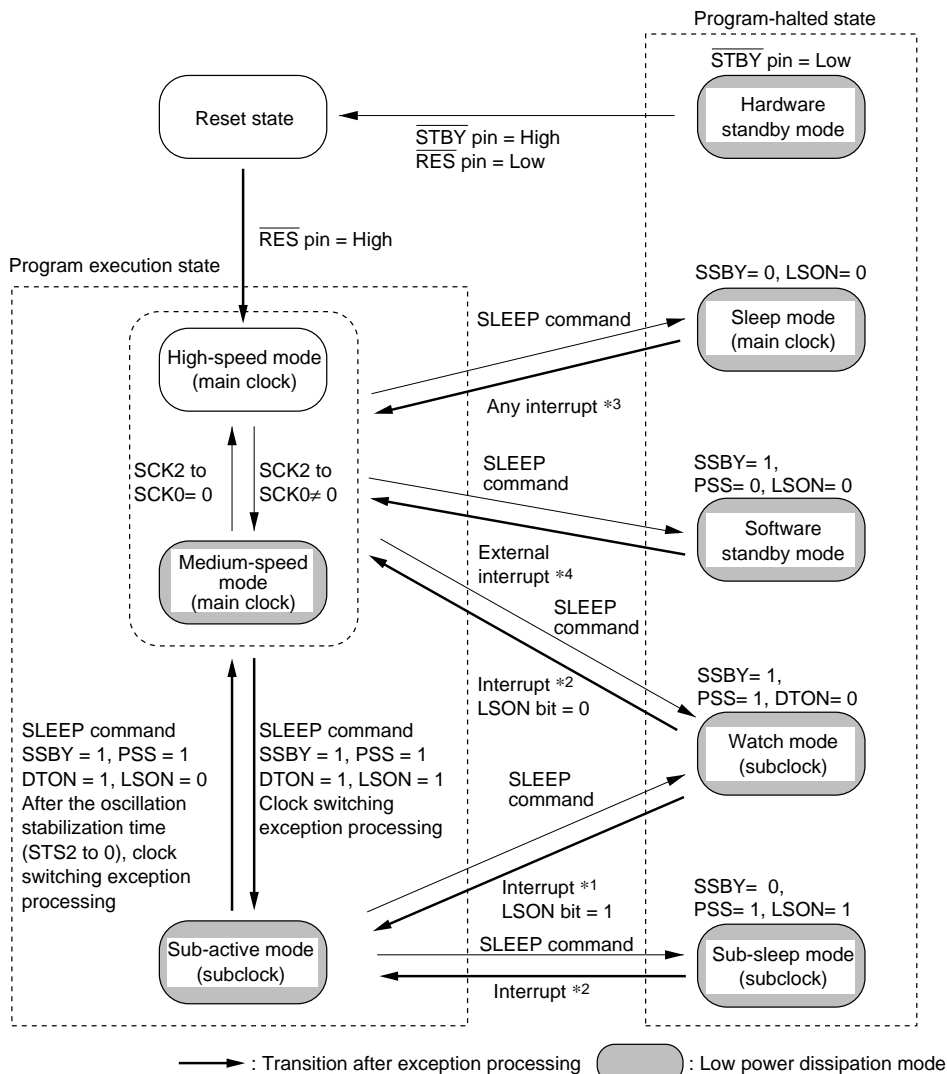 Program-halted state
STBY pin = Low
Hardware
standby mode
Reset state
STBY pin = High
RES pin = Low
RES pin = High
Program execution state
SSBY= 0, LSON= 0
Sleep mode
(main clock)
SLEEP command
Any interrupt *3
High-speed mode
(main clock)
SCK2 to
SCK0= 0
SCK2 to
SCK0≠ 0
Medium-speed
mode
(main clock)
SLEEP
command
SSBY= 1,
PSS= 0, LSON= 0
Software
standby mode
External
interrupt *4
SLEEP
command
Interrupt *2
LSON bit = 0
SSBY= 1,
PSS= 1, DTON= 0
Watch mode
(subclock)
SLEEP command
SSBY = 1, PSS = 1
DTON = 1, LSON = 0
After the oscillation
stabilization time
(STS2 to 0), clock
switching exception
processing
SLEEP command
SSBY = 1, PSS = 1
DTON = 1, LSON = 1
Clock switching
exception processing
SLEEP
command
Interrupt *1
LSON bit = 1
SSBY= 0,
PSS= 1, LSON= 1
Sub-active mode
(subclock)
SLEEP command
Interrupt *2
Sub-sleep mode
(subclock)
: Transition after exception processing
: Low power dissipation mode